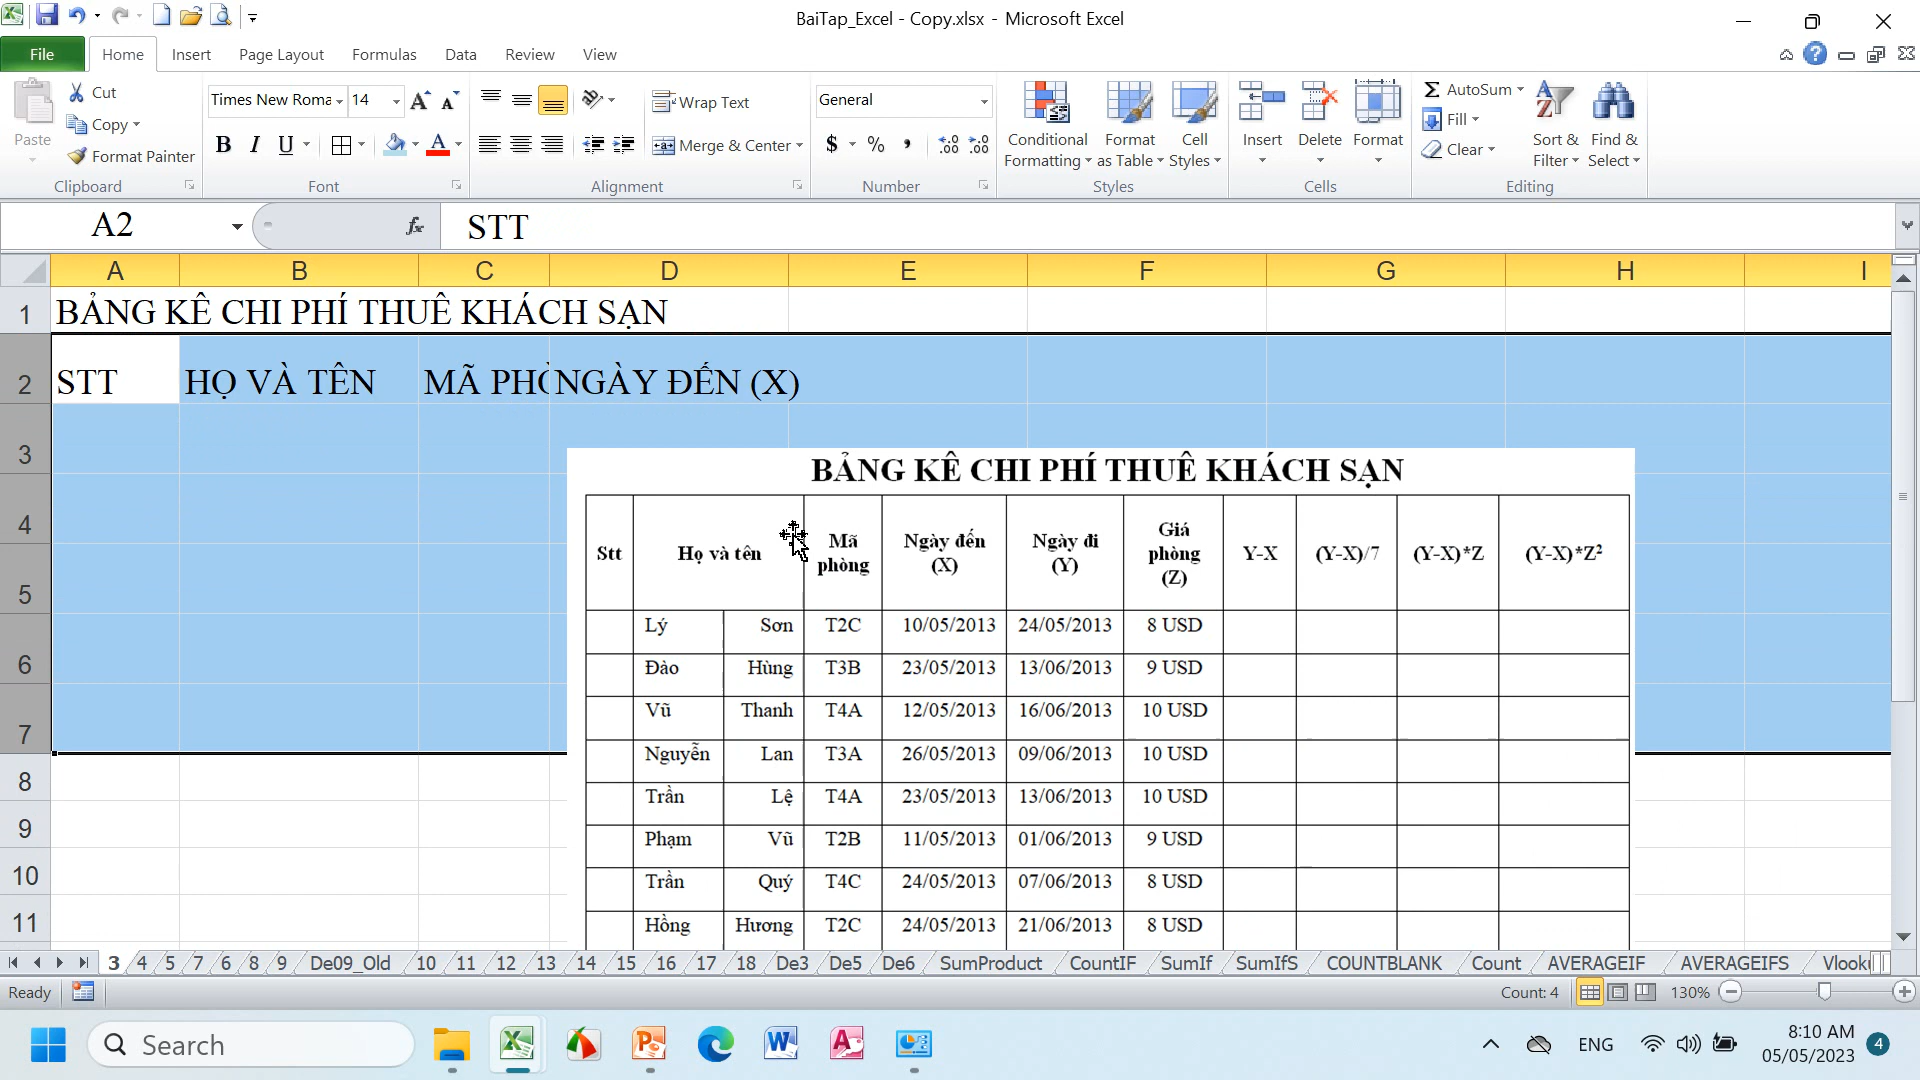 BaiTap_Excel - Copy.xlsx - Microsoft Excel
File Home Insert Page Layout Formulas Data Review View
Paste
Cut
Copy
Format Painter
Clipboard
Times New Roma 14
B I U
Font
Wrap Text
Merge & Center
Alignment
General
$ % ,
Number
Conditional Formatting
Format as Table
Cell Styles
Styles
Insert Delete Format
Cells
AutoSum
Fill
Clear
Sort & Filter
Find & Select
Editing
A2 fx STT
A B C D E F G H I
1 BẢNG KÊ CHI PHÍ THUÊ KHÁCH SẠN
2 STT HỌ VÀ TÊN MÃ PHÒ NGÀY ĐẾN (X)
3
4
5
6
7
8
9
10
11
BẢNG KÊ CHI PHÍ THUÊ KHÁCH SẠN
Stt Họ và tên Mã phòng Ngày đến (X) Ngày đi (Y) Giá phòng (Z) Y-X (Y-X)/7 (Y-X)*Z (Y-X)*Z²
Lý Sơn T2C 10/05/2013 24/05/2013 8 USD
Đào Hùng T3B 23/05/2013 13/06/2013 9 USD
Vũ Thanh T4A 12/05/2013 16/06/2013 10 USD
Nguyễn Lan T3A 26/05/2013 09/06/2013 10 USD
Trần Lệ T4A 23/05/2013 13/06/2013 10 USD
Phạm Vũ T2B 11/05/2013 01/06/2013 9 USD
Trần Quý T4C 24/05/2013 07/06/2013 8 USD
Hồng Hương T2C 24/05/2013 21/06/2013 8 USD
3 4 5 7 6 8 9 De09_Old 10 11 12 13 14 15 16 17 18 De3 De5 De6 SumProduct CountIF SumIf SumIfS COUNTBLANK Count AVERAGEIF AVERAGEIFS Vlook
Ready Count: 4 130%
Search
ENG
8:10 AM
05/05/2023
4